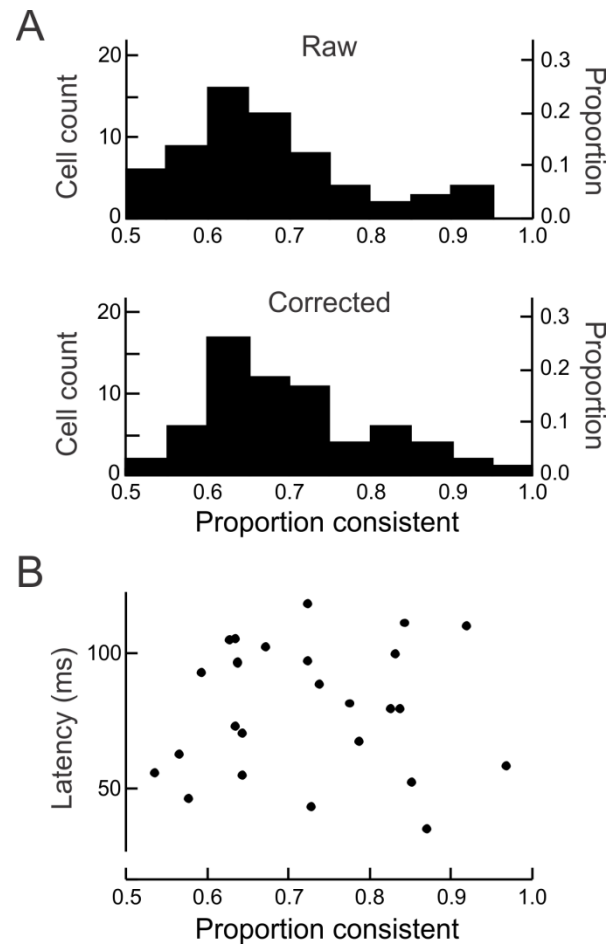 A
Raw
Cell count
20
10
0
Proportion
0.3
0.2
0.1
0.0
0.5 0.6 0.7 0.8 0.9 1.0
Corrected
Cell count
20
10
0
Proportion
0.3
0.2
0.1
0.0
0.5 0.6 0.7 0.8 0.9 1.0
Proportion consistent
B
Latency (ms)
100
50
0.5 0.6 0.7 0.8 0.9 1.0
Proportion consistent